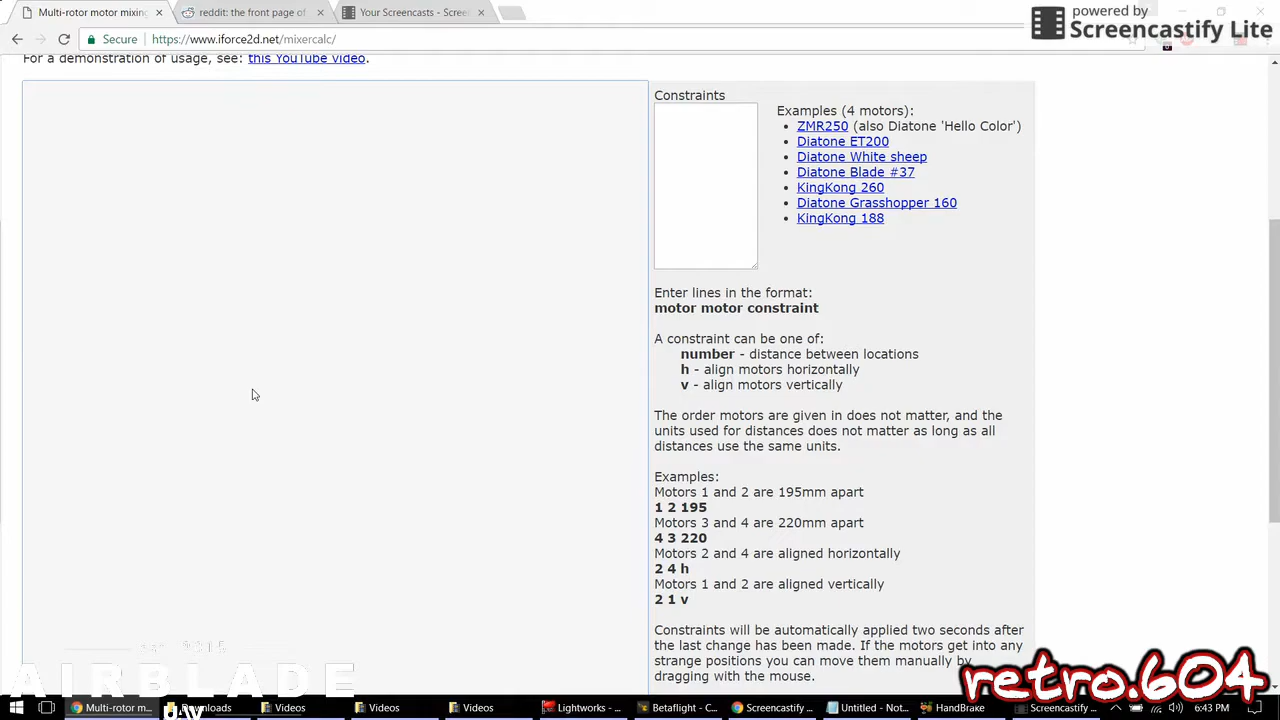 Multi-rotor motor mixing
reddit: the front page of
Your Screencasts - Scree
powered by
Screencastify Lite
Secure
https://www.iforce2d.net/mixercalc/
For a demonstration of usage, see: this YouTube video.
Constraints
Examples (4 motors):
ZMR250 (also Diatone 'Hello Color')
Diatone ET200
Diatone White sheep
Diatone Blade #37
KingKong 260
Diatone Grasshopper 160
KingKong 188
Enter lines in the format:
motor motor constraint
A constraint can be one of:
number - distance between locations
h - align motors horizontally
v - align motors vertically
The order motors are given in does not matter, and the
units used for distances does not matter as long as all
distances use the same units.
Examples:
Motors 1 and 2 are 195mm apart
1 2 195
Motors 3 and 4 are 220mm apart
4 3 220
Motors 2 and 4 are aligned horizontally
2 4 h
Motors 1 and 2 are aligned vertically
2 1 v
Constraints will be automatically applied two seconds after
the last change has been made. If the motors get into any
strange positions you can move them manually by
dragging with the mouse.
AIRBLADE
retro.604
Multi-rotor m...
Downloads
Videos
Videos
Videos
Lightworks - ...
Betaflight - C...
Screencastify ...
Untitled - Not...
HandBrake
Screencastify ...
6:43 PM